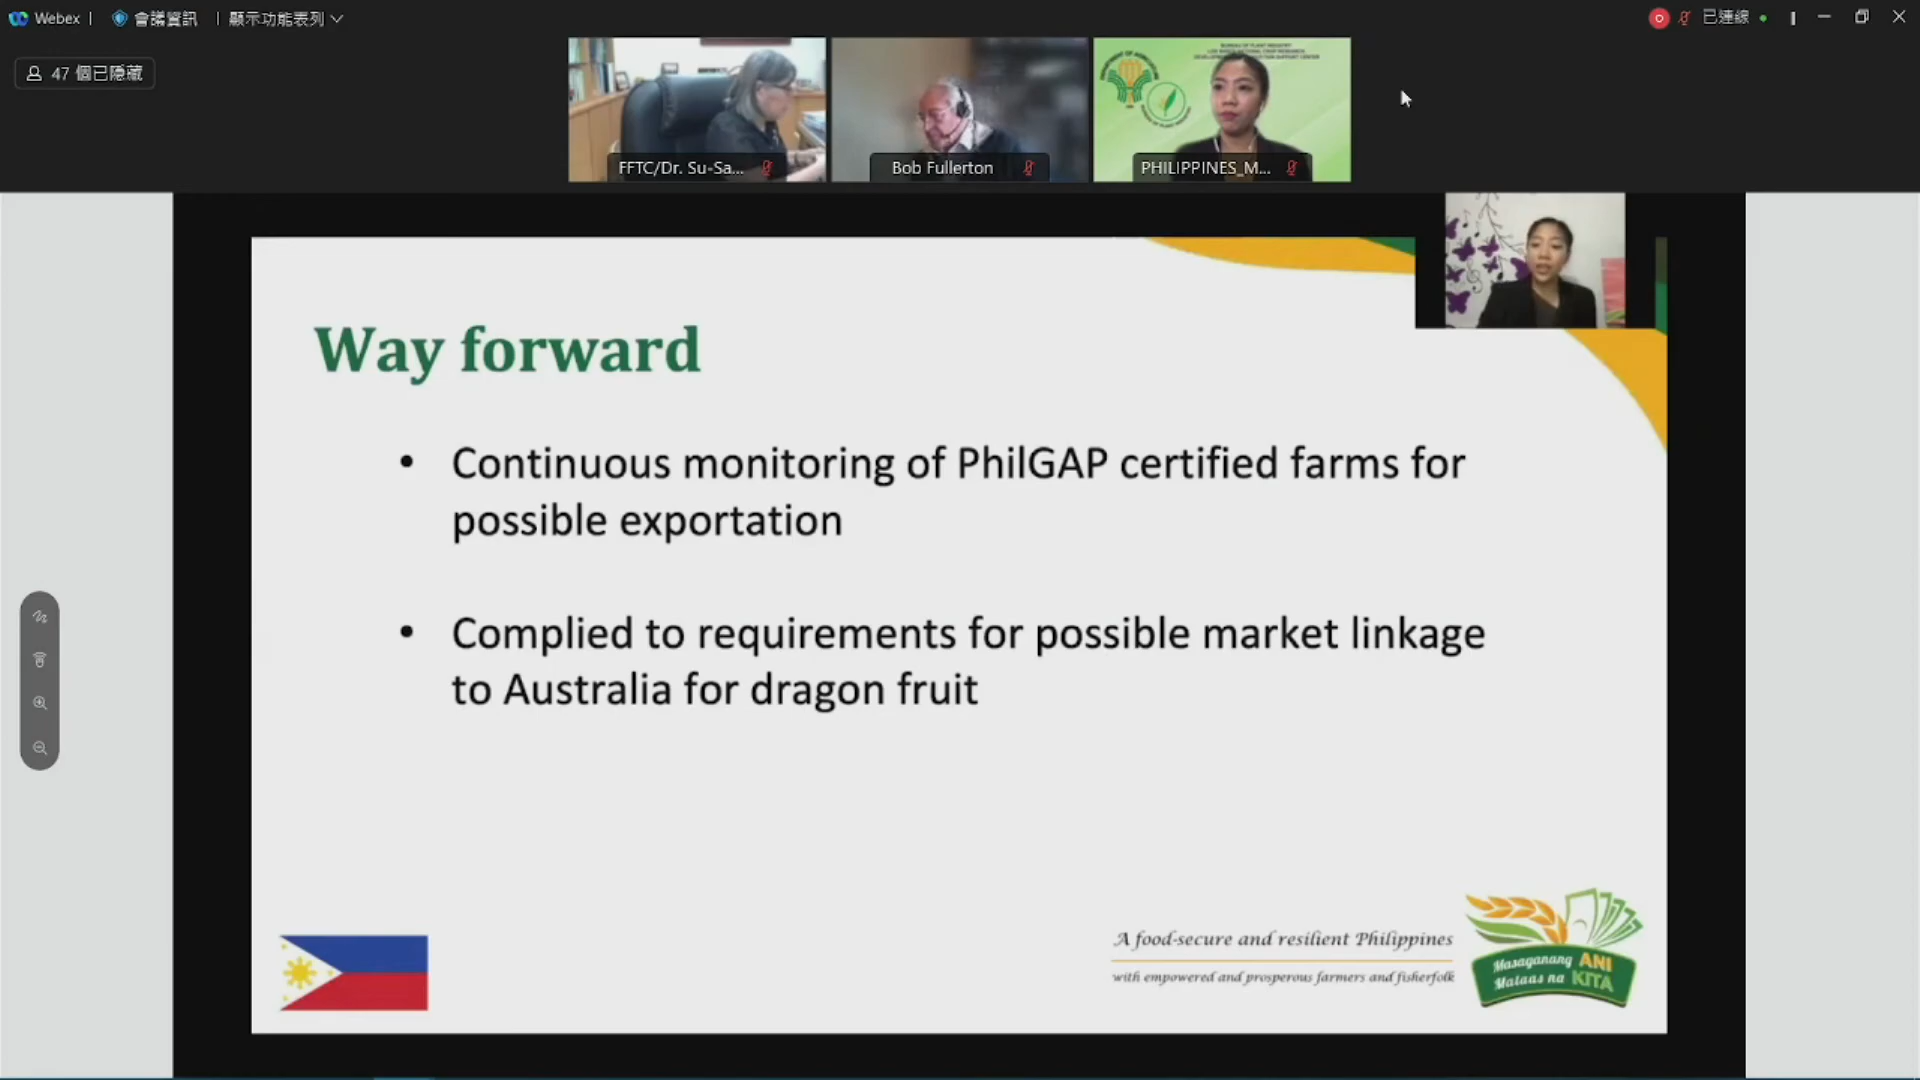 Webex
會議資訊
顯示功能表列
已連線
47 個已隱藏
FFTC/Dr. Su-Sa...
Bob Fullerton
PHILIPPINES_M...
Way forward
• Continuous monitoring of PhilGAP certified farms for
possible exportation
• Complied to requirements for possible market linkage
to Australia for dragon fruit
A food-secure and resilient Philippines
with empowered and prosperous farmers and fisherfolk
Masaganang ANI
Mataas na KITA